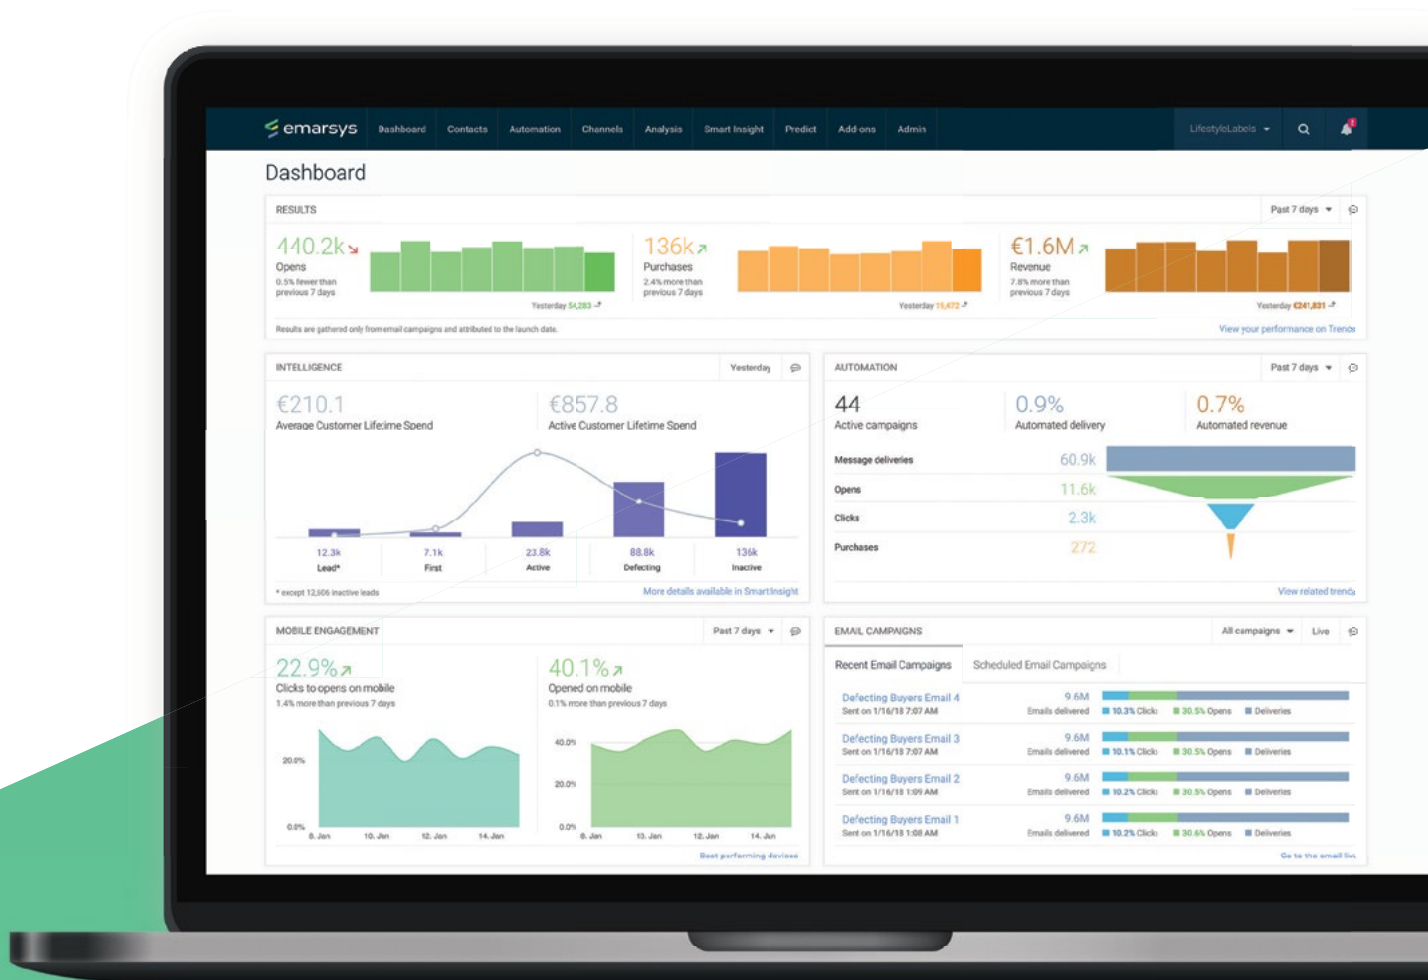 emarsys Dashboard Contacts Automation Channels Analysis Smart Insight Predict Add-ons Admin LifestyleLabels
Dashboard
RESULTS Past 7 days
440.2k
Opens
0.5% fewer than
previous 7 days
Yesterday 54,283
136k
Purchases
2.4% more than
previous 7 days
Yesterday 15,472
€1.6M
Revenue
7.8% more than
previous 7 days
Yesterday €241,831
Results are gathered only from email campaigns and attributed to the launch date.
View your performance on Trends
INTELLIGENCE Yesterday
€210.1
Average Customer Lifetime Spend
€857.8
Active Customer Lifetime Spend
12.3k 7.1k 23.8k 88.8k 136k
Lead* First Active Defecting Inactive
* except 12,606 inactive leads
More details available in SmartInsight
AUTOMATION Past 7 days
44
Active campaigns
0.9%
Automated delivery
0.7%
Automated revenue
Message deliveries 60.9k
Opens 11.6k
Clicks 2.3k
Purchases 272
View related trends
MOBILE ENGAGEMENT Past 7 days
22.9%
Clicks to opens on mobile
1.4% more than previous 7 days
20.0%
0.0%
8. Jan 10. Jan 12. Jan 14. Jan
40.1%
Opened on mobile
0.1% more than previous 7 days
40.0%
20.0%
0.0%
8. Jan 10. Jan 12. Jan 14. Jan
Best performing devices
EMAIL CAMPAIGNS All campaigns Live
Recent Email Campaigns Scheduled Email Campaigns
Defecting Buyers Email 4 9.6M
Sent on 1/16/18 7:07 AM Emails delivered 10.3% Clicks 30.5% Opens Deliveries
Defecting Buyers Email 3 9.6M
Sent on 1/16/18 7:07 AM Emails delivered 10.1% Clicks 30.5% Opens Deliveries
Defecting Buyers Email 2 9.6M
Sent on 1/16/18 1:09 AM Emails delivered 10.2% Clicks 30.5% Opens Deliveries
Defecting Buyers Email 1 9.6M
Sent on 1/16/18 1:08 AM Emails delivered 10.2% Clicks 30.6% Opens Deliveries
Go to the email list